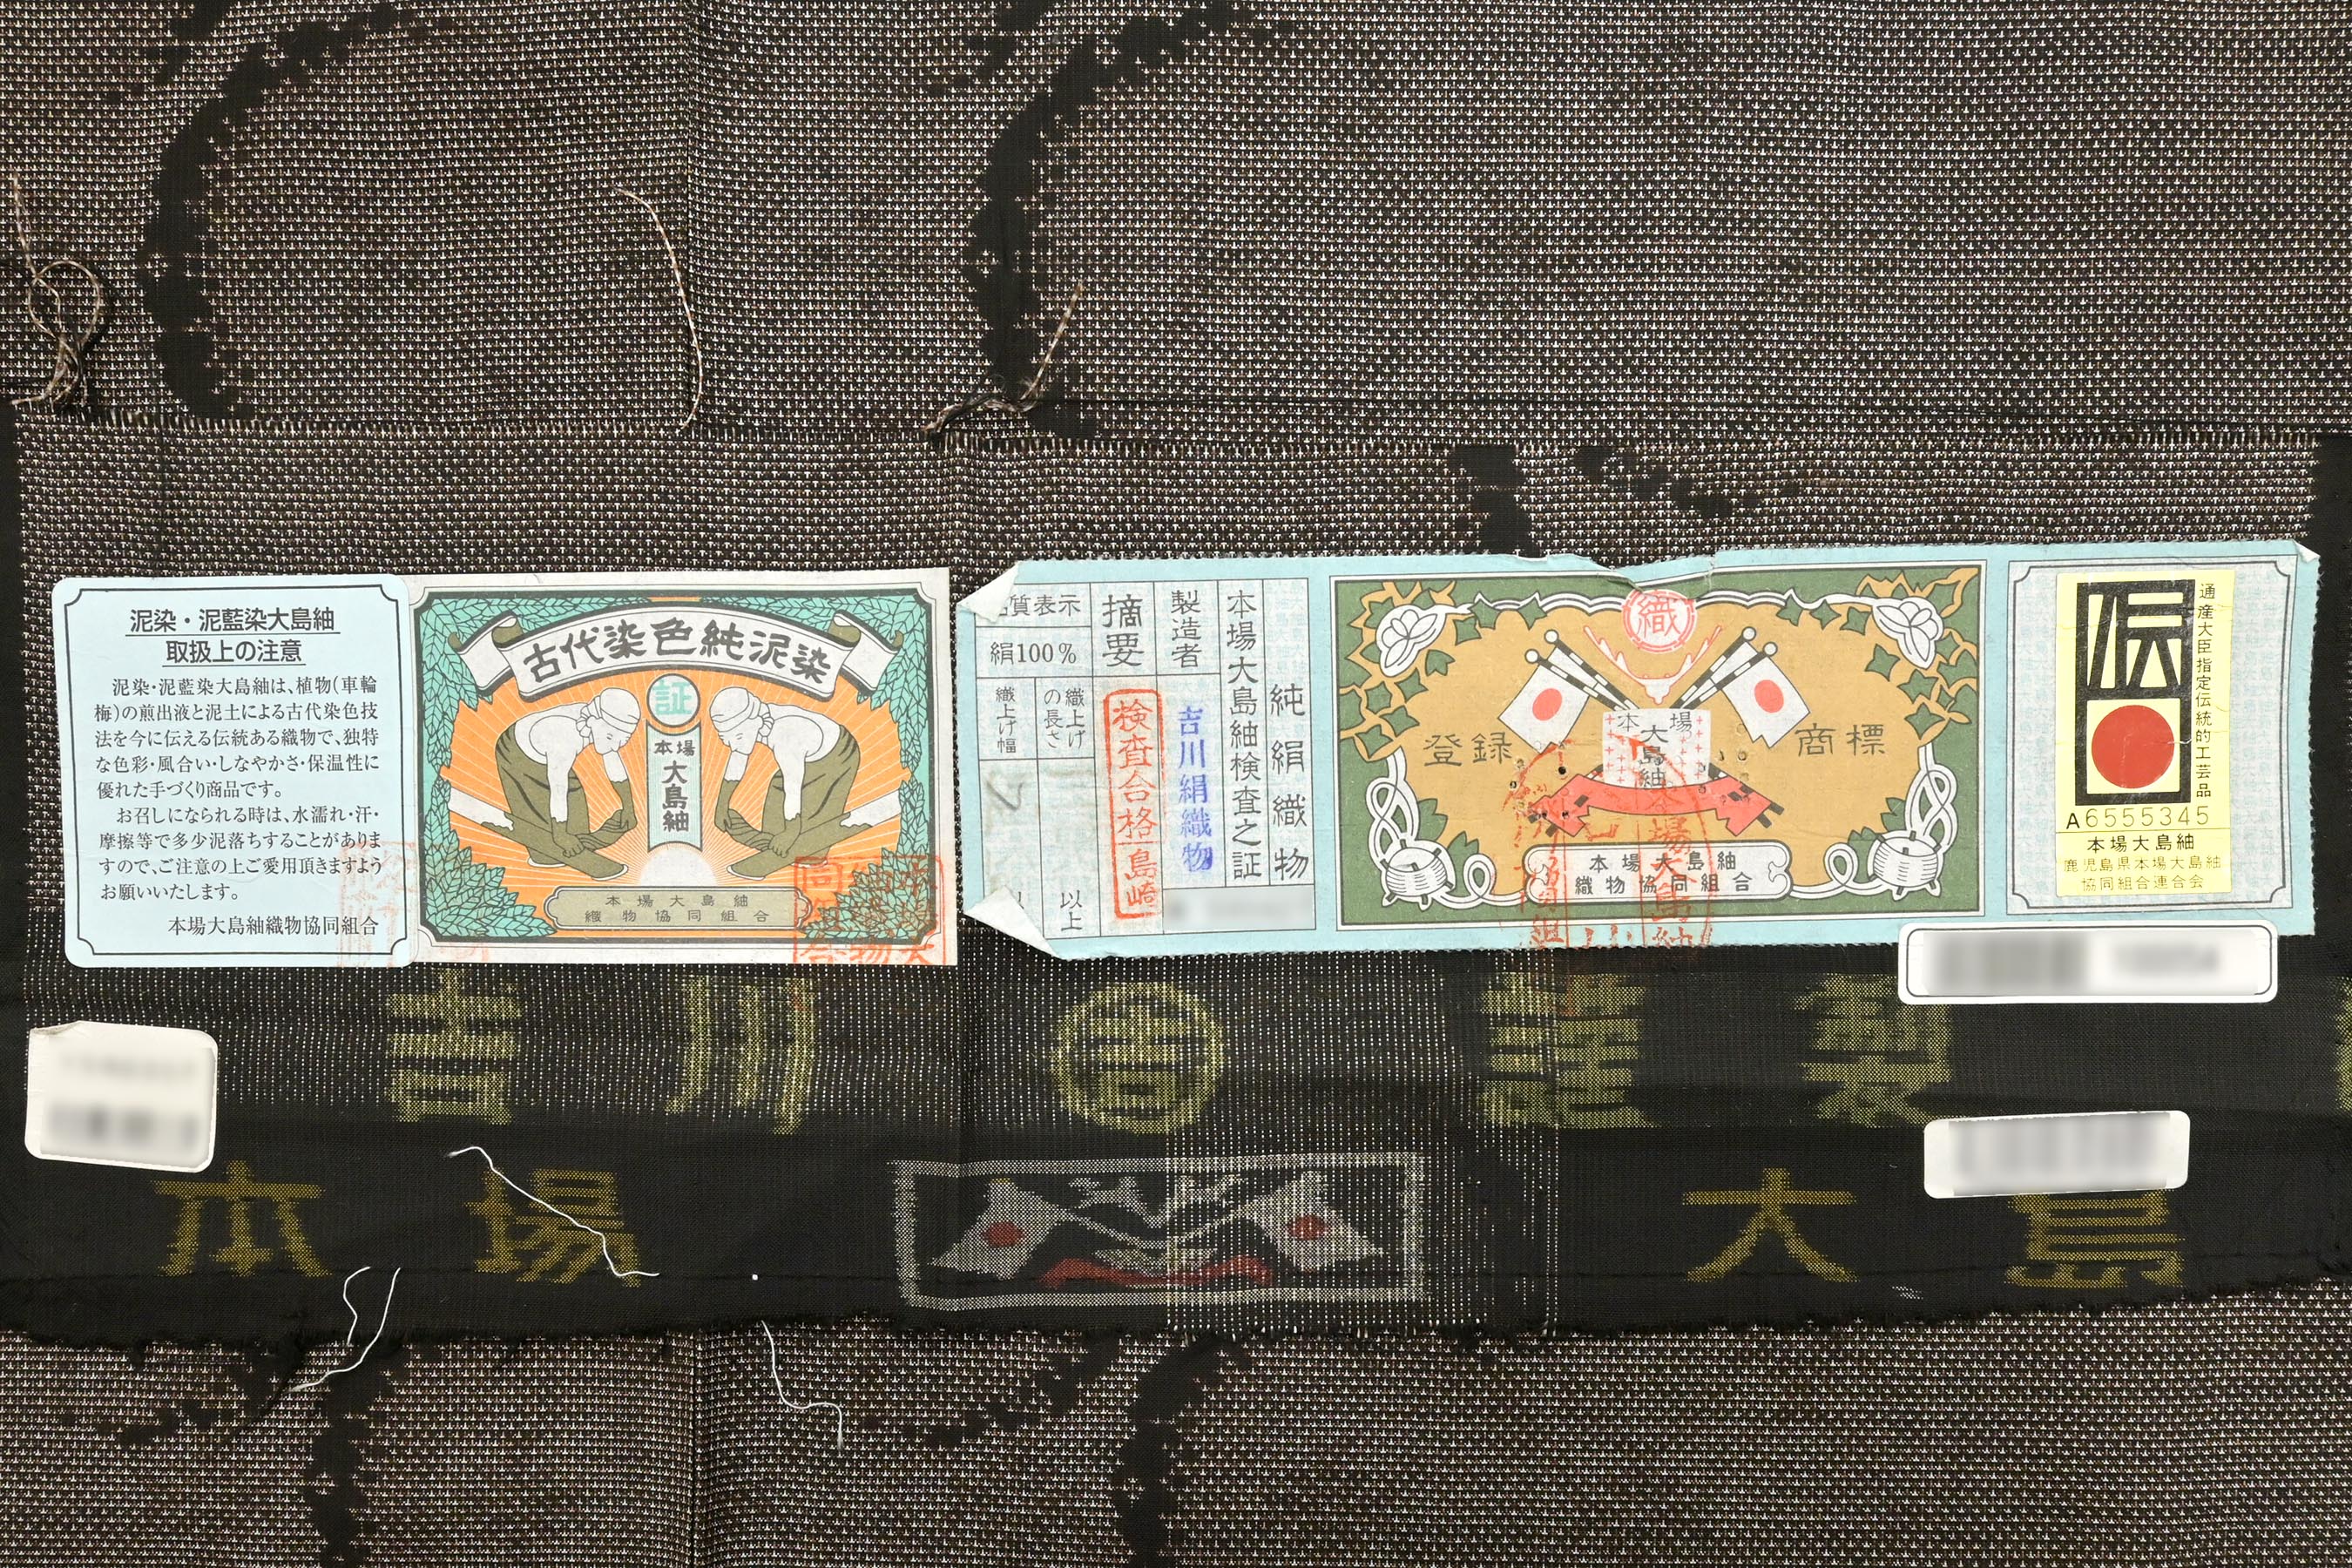 泥染・泥藍染大島紬
取扱上の注意
泥染・泥藍染大島紬は、植物(車輪
梅)の煎出液と泥土による古代染色技
法を今に伝える伝統ある織物で、独特
な色彩・風合い・しなやかさ・保温性に
優れた手づくり商品です。
お召しになられる時は、水濡れ・汗・
摩擦等で多少泥落ちすることがありま
すので、ご注意の上ご愛用頂きますよう
お願いいたします。
本場大島紬織物協同組合
古代染色純泥染
証
本場
大島紬
本場大島紬
織物協同組合
純絹織物
本場大島紬検査之証
製造者
吉川絹織物
摘要
検査合格
島崎
質表示
絹100%
織上げ
の長さ
以上
織上げ幅
織
登録
商標
本場
大島紬
本場大島紬
織物協同組合
伝
通産大臣指定伝統的工芸品
A6555345
本場大島紬
鹿児島県本場大島紬
協同組合連合会
吉川 吉 謹製
本場 大島